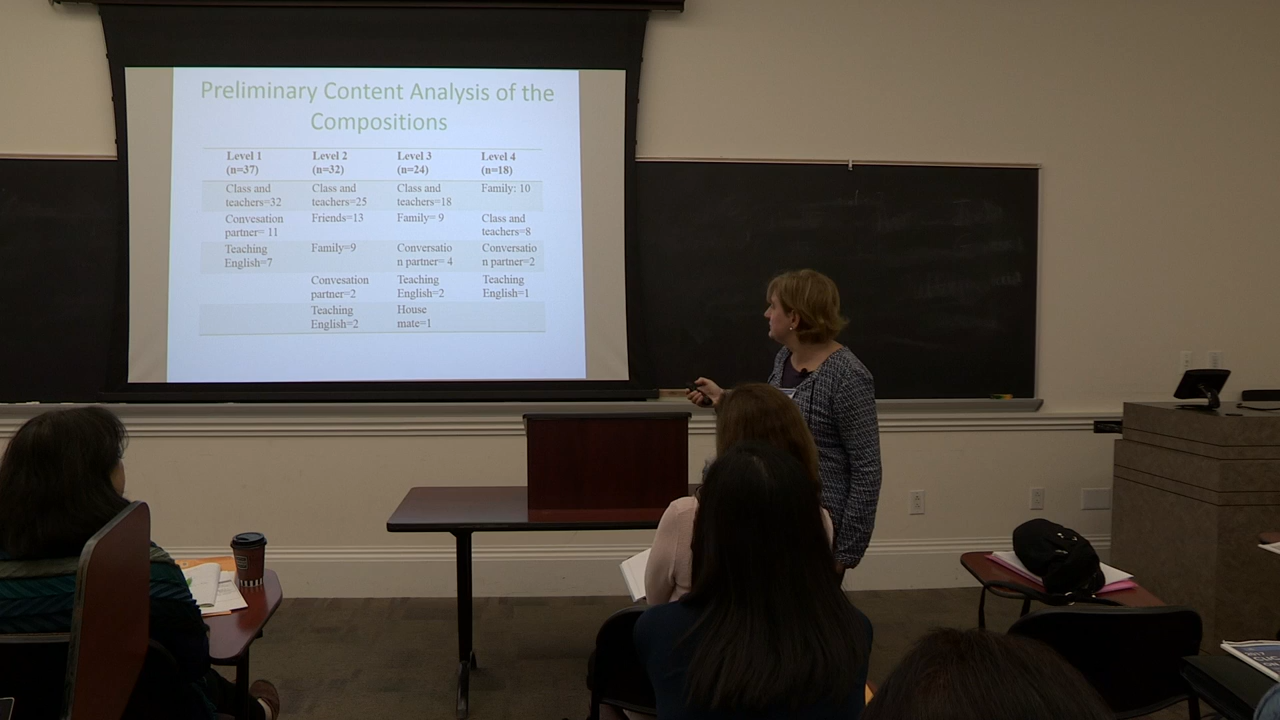 Preliminary Content Analysis of the
Compositions
Level 1 Level 2 Level 3 Level 4
(n=37) (n=32) (n=24) (n=18)
Class and Class and Class and Family: 10
teachers=32 teachers=25 teachers=18
Convesation Friends=13 Family= 9 Class and
partner= 11 teachers=8
Teaching Family=9 Conversatio Conversatio
English=7 n partner= 4 n partner=2
Convesation Teaching Teaching
partner=2 English=2 English=1
Teaching House
English=2 mate=1